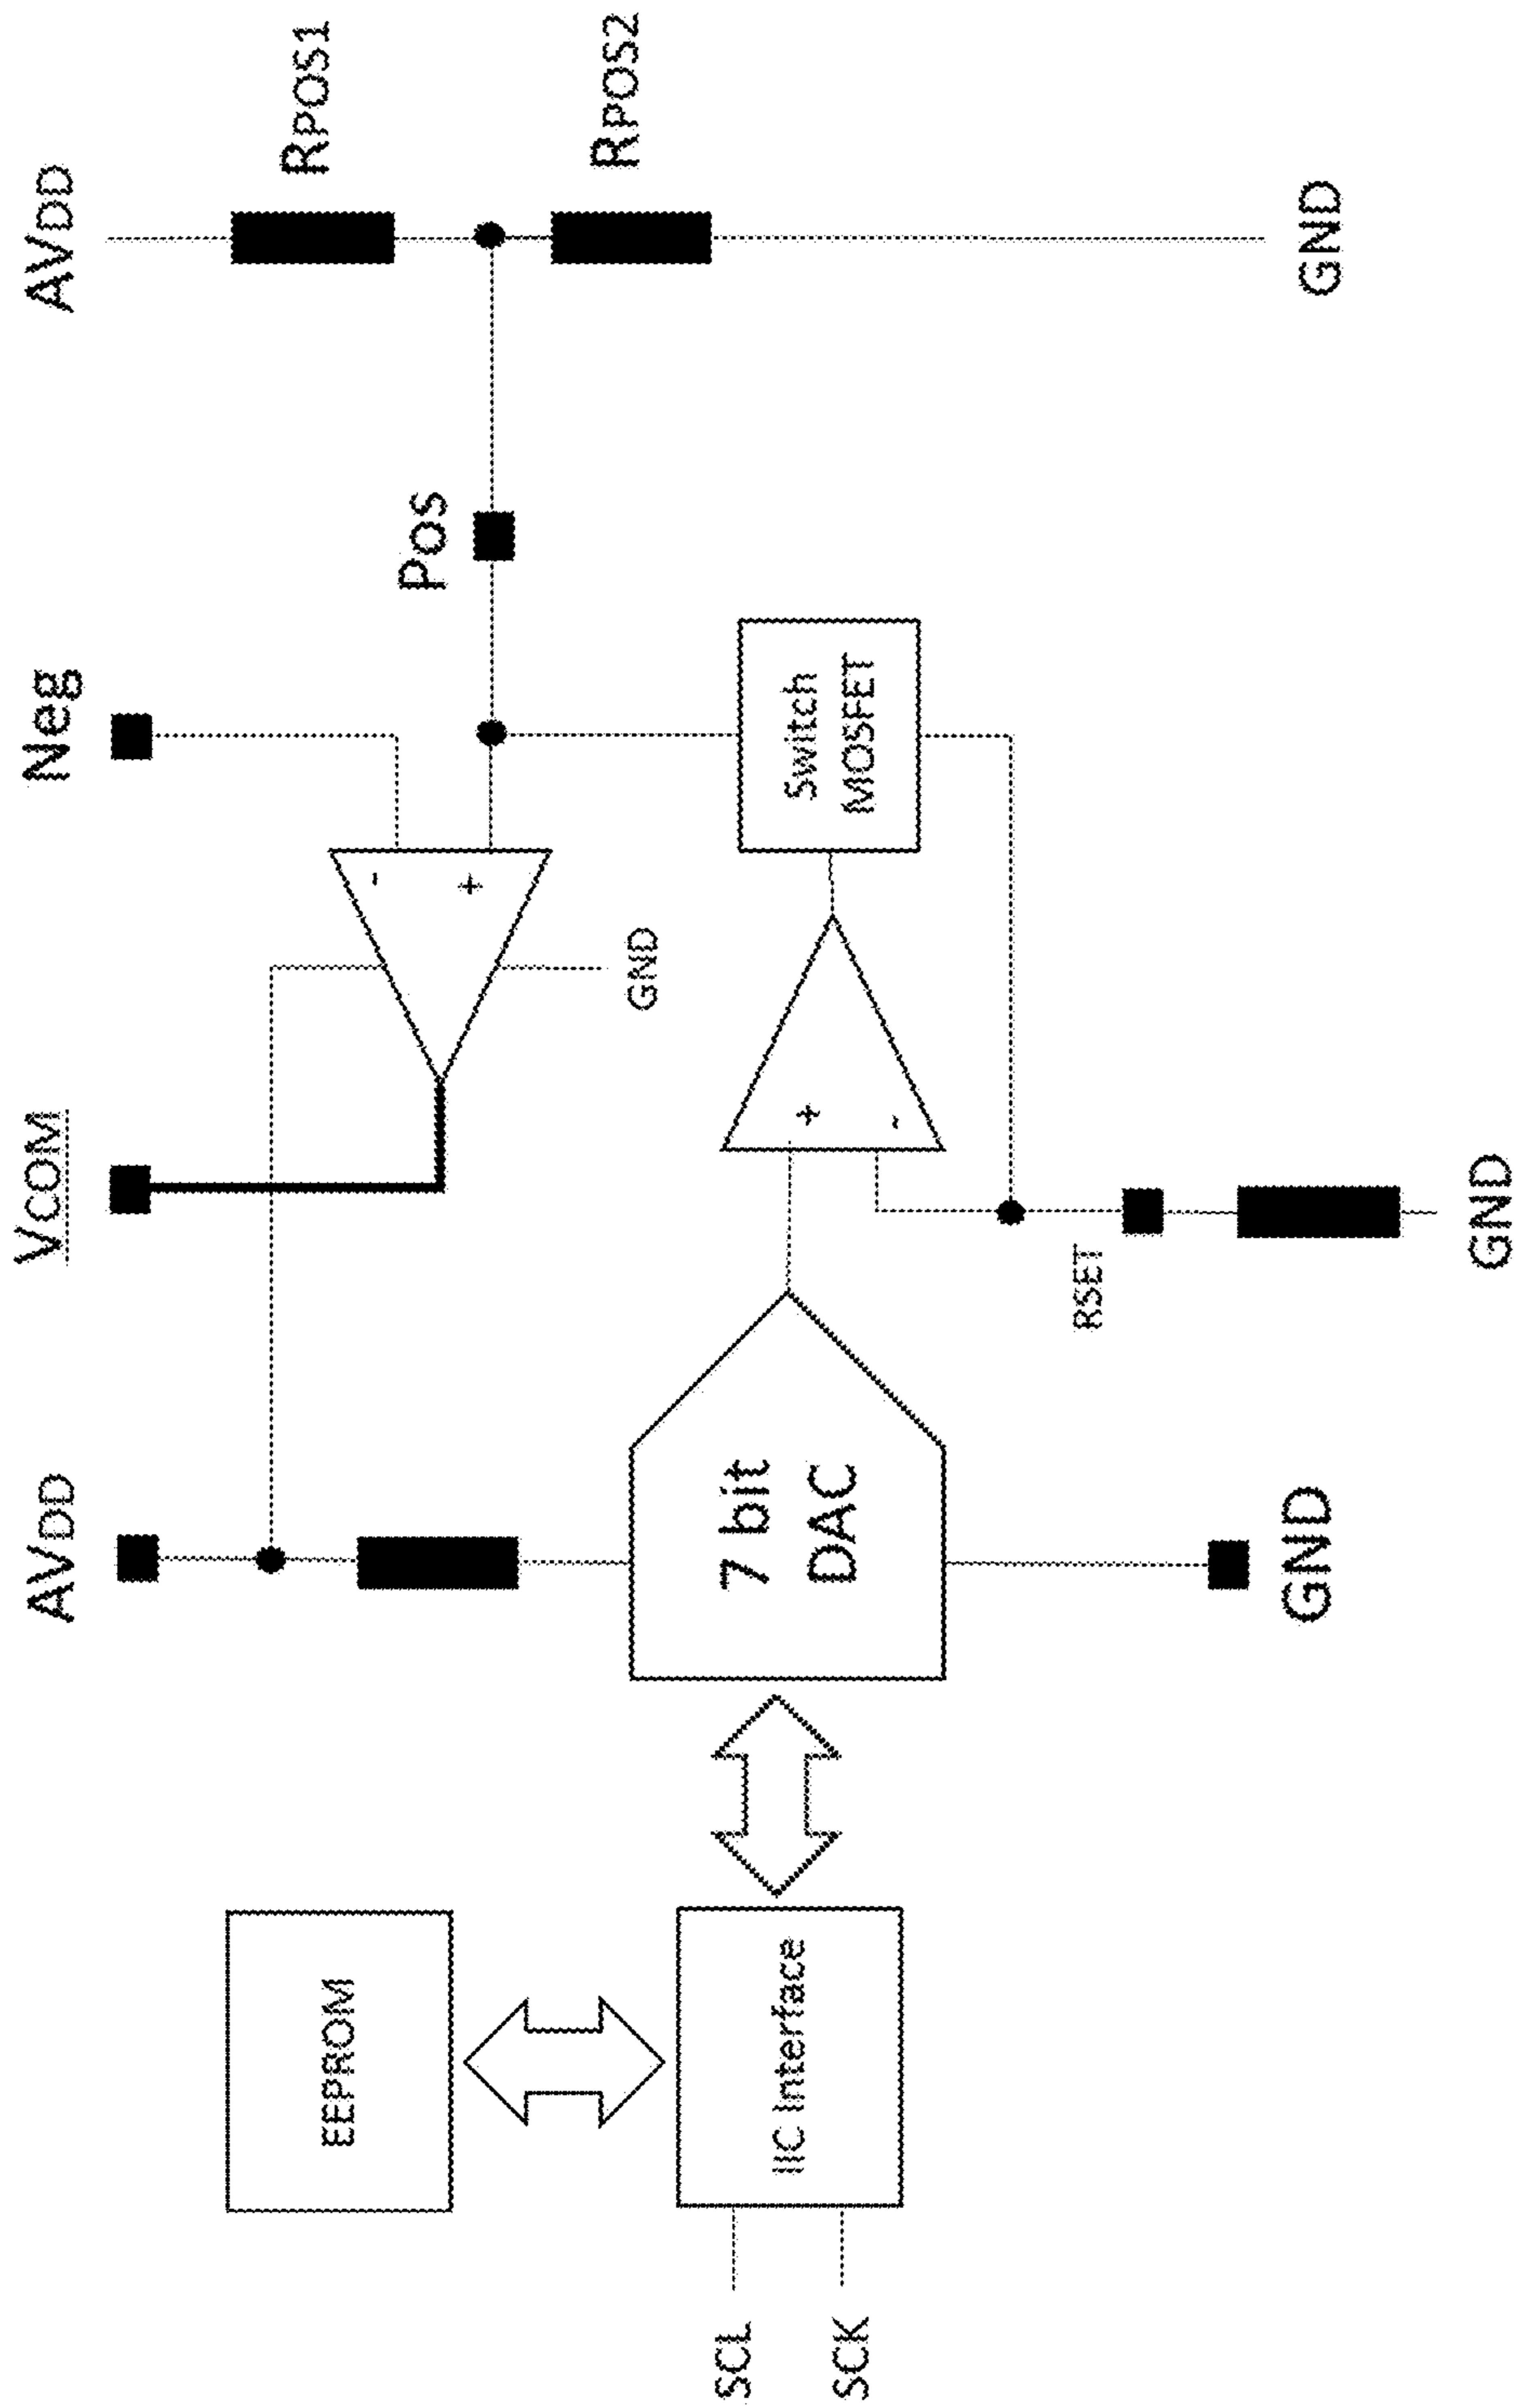 AVDD
VCOM
Neg
AVDD
RPOS1
EEPROM
POS
-
+
RPOS2
GND
SCL
SCK
IIC Interface
7 bit
DAC
+
-
Switch
MOSFET
RSET
GND
GND
GND